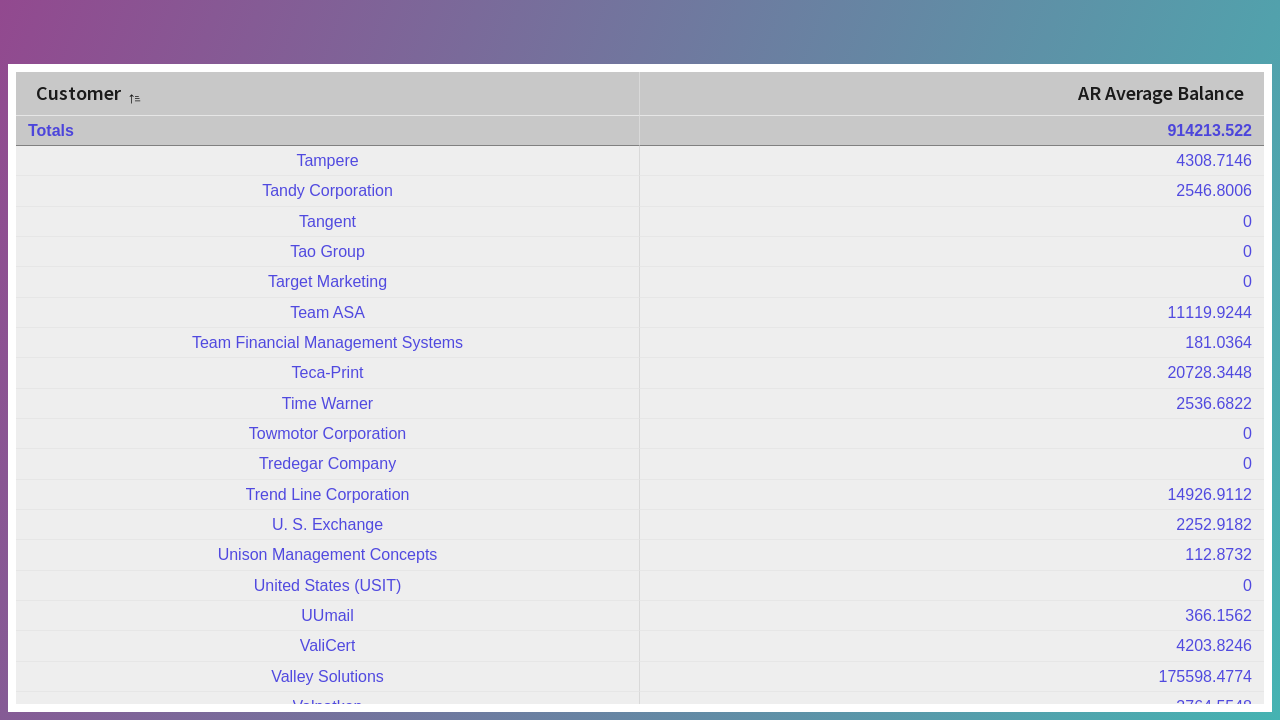 Customer AR Average Balance
Totals 914213.522
Tampere 4308.7146
Tandy Corporation 2546.8006
Tangent 0
Tao Group 0
Target Marketing 0
Team ASA 11119.9244
Team Financial Management Systems 181.0364
Teca-Print 20728.3448
Time Warner 2536.6822
Towmotor Corporation 0
Tredegar Company 0
Trend Line Corporation 14926.9112
U. S. Exchange 2252.9182
Unison Management Concepts 112.8732
United States (USIT) 0
UUmail 366.1562
ValiCert 4203.8246
Valley Solutions 175598.4774